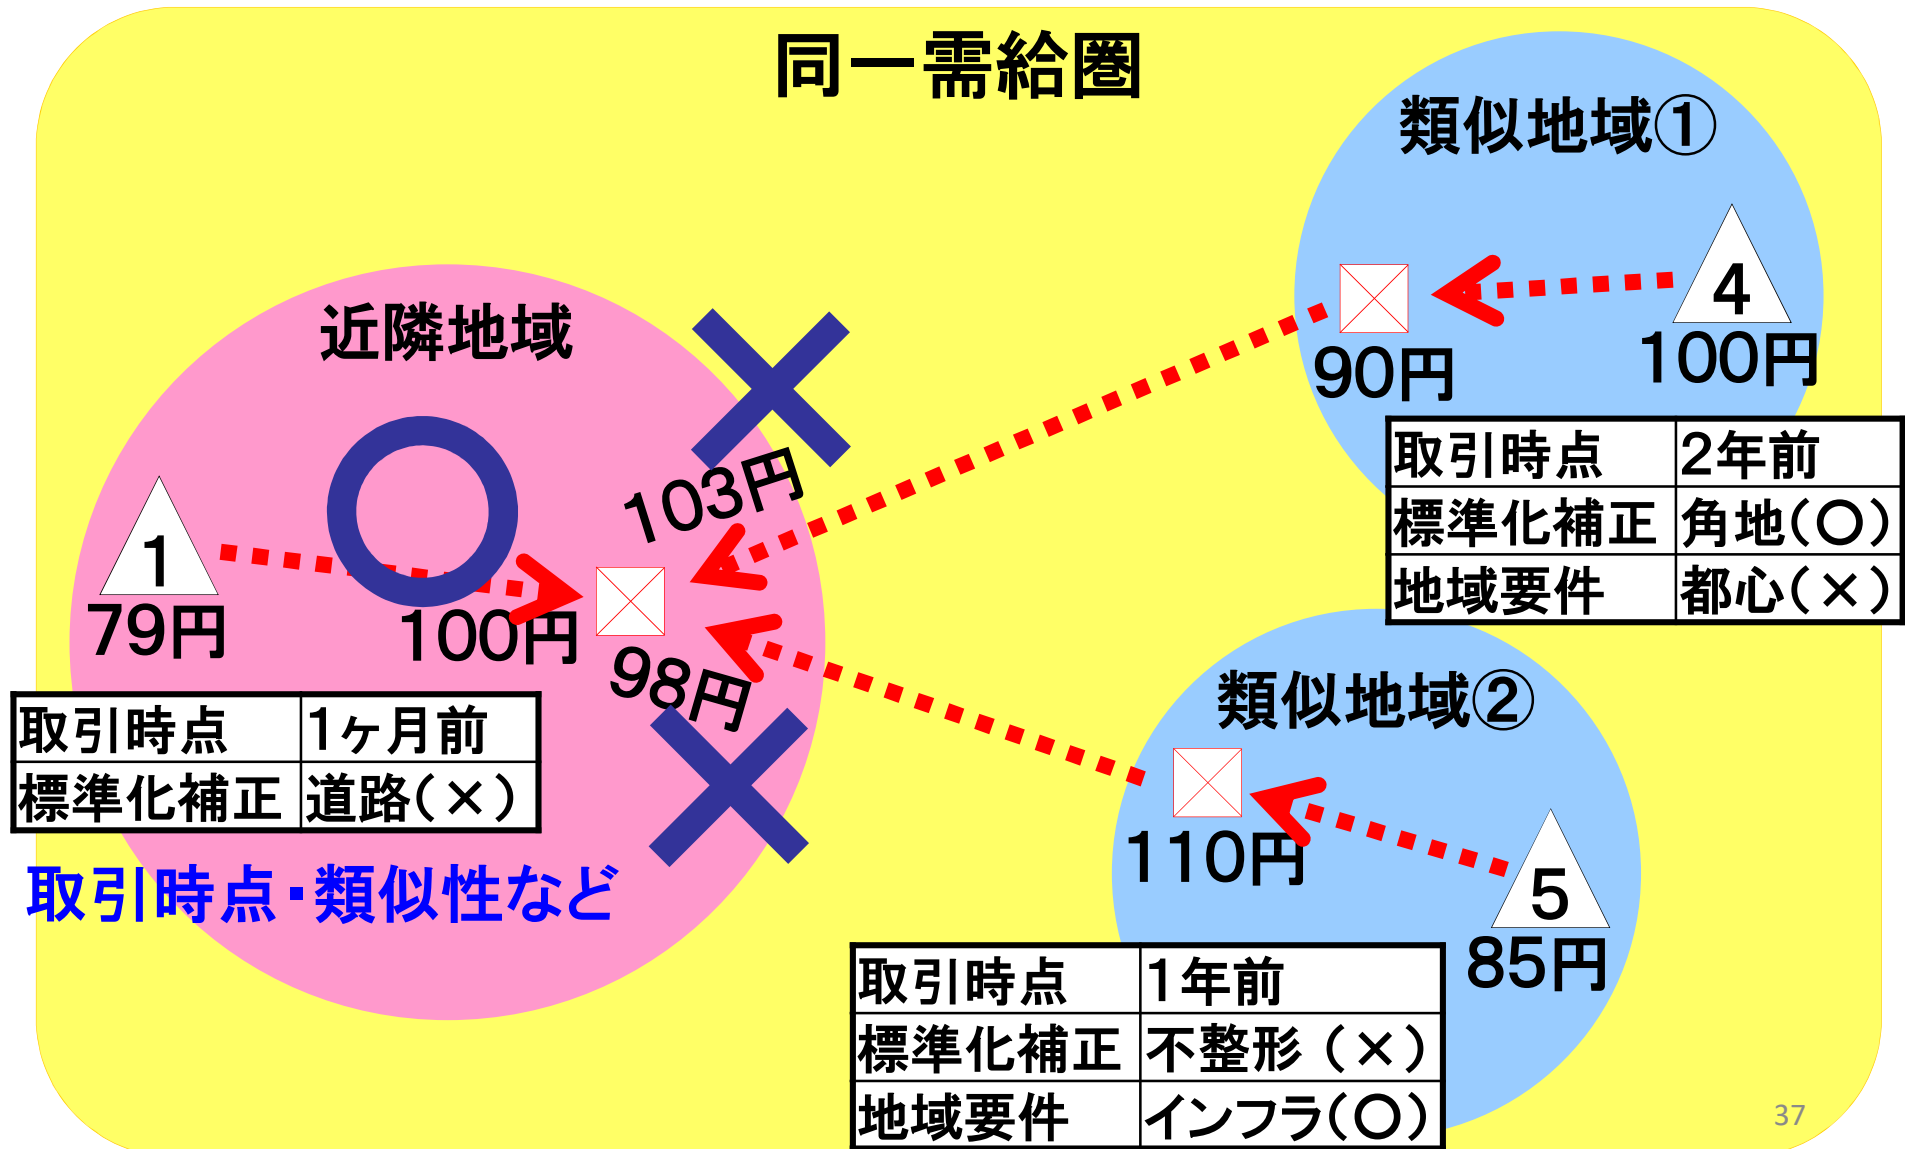 同一需給圏
類似地域①
4
90円
100円
取引時点 2年前
標準化補正 角地(○)
地域要件 都心(×)
近隣地域
103円
1
79円
100円
98円
取引時点 1ヶ月前
標準化補正 道路(×)
取引時点・類似性など
類似地域②
110円
5
85円
取引時点 1年前
標準化補正 不整形(×)
地域要件 インフラ(○)
37